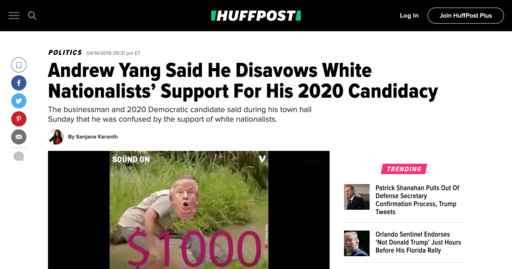 HUFFPOST
Log In
Join HuffPost Plus
POLITICS 04/14/2019 09:31 pm ET
Andrew Yang Said He Disavows White
Nationalists' Support For His 2020 Candidacy
The businessman and 2020 Democratic candidate said during his town hall
Sunday that he was confused by the support of white nationalists.
By Sanjana Karanth
SOUND ON
V
$1000
TRENDING
Patrick Shanahan Pulls Out Of
Defense Secretary
Confirmation Process, Trump
Tweets
Orlando Sentinel Endorses
'Not Donald Trump' Just Hours
Before His Florida Rally